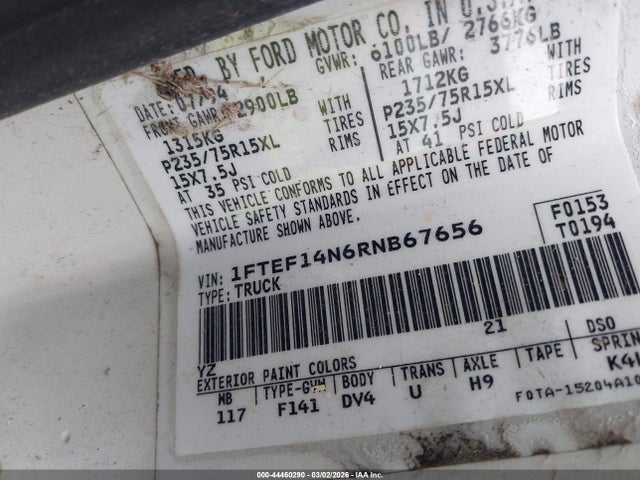 BY FORD MOTOR CO. IN U.S.A.
DATE: 07/94 GVWR: 6100LB/ 2766KG
FRONT GAWR: 2900LB REAR GAWR: 3776LB
1315KG WITH 1712KG WITH
P235/75R15XL TIRES P235/75R15XL TIRES
15X7.5J RIMS 15X7.5J RIMS
AT 35 PSI COLD AT 41 PSI COLD
THIS VEHICLE CONFORMS TO ALL APPLICABLE FEDERAL MOTOR
VEHICLE SAFETY STANDARDS IN EFFECT ON THE DATE OF
MANUFACTURE SHOWN ABOVE.
F0153
T0194
VIN: 1FTEF14N6RNB67656
TYPE: TRUCK
21
YZ DSO
EXTERIOR PAINT COLORS
WB TYPE-GVW BODY TRANS AXLE TAPE SPRIN
117 F141 DV4 U H9 K4
F0TA-15204A10
000-44460290 - 03/02/2026 - IAAI.COM